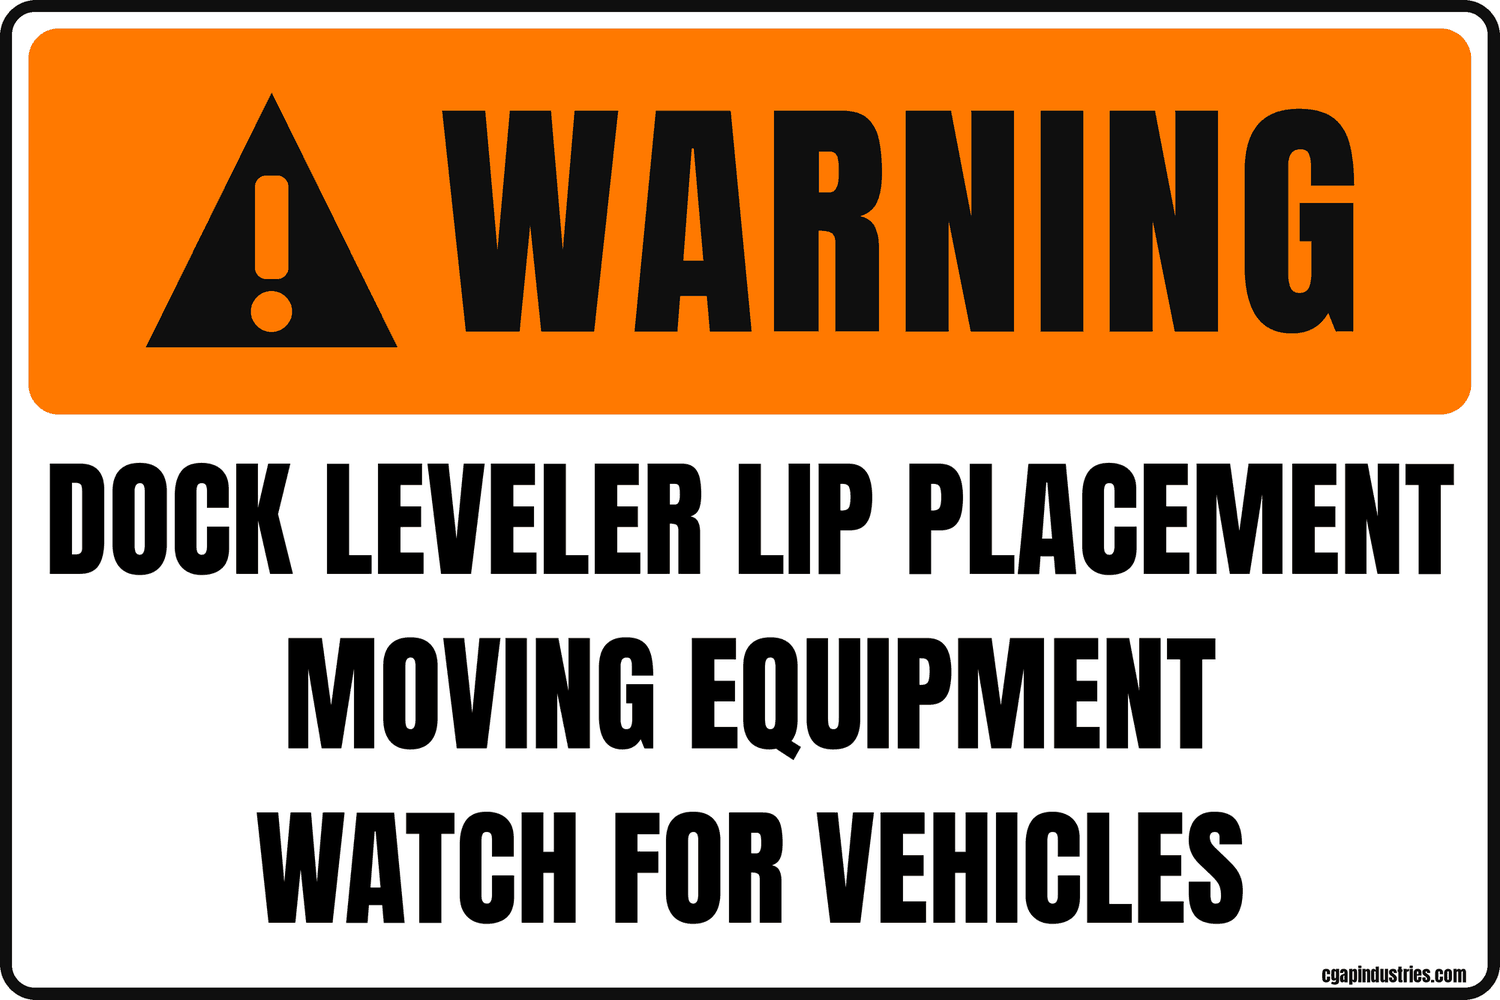 WARNING
DOCK LEVELER LIP PLACEMENT
MOVING EQUIPMENT
WATCH FOR VEHICLES
cgapindustries.com